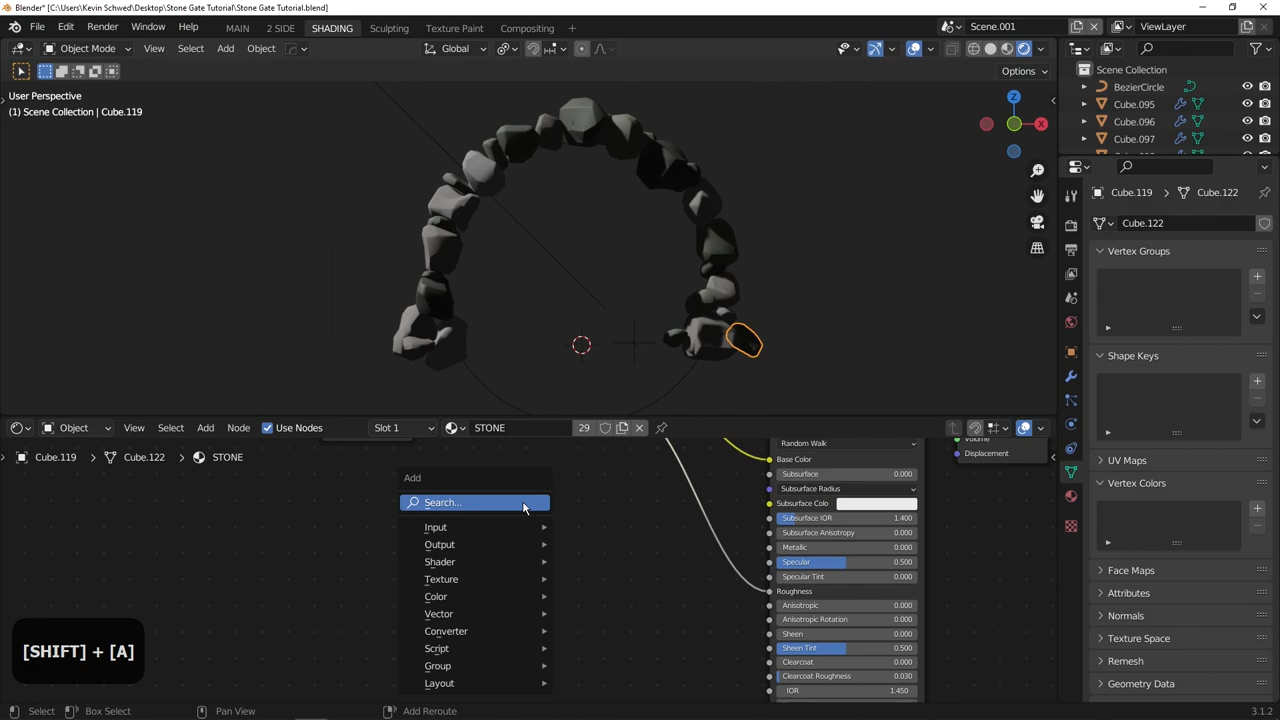 Blender* [C:\Users\Kevin Schwed\Desktop\Stone Gate Tutorial\Stone Gate Tutorial.blend]
File Edit Render Window Help MAIN 2 SIDE SHADING Sculpting Texture Paint Compositing Scene.001 ViewLayer
Object Mode View Select Add Object Global
Options
Scene Collection
BezierCircle
Cube.095
Cube.096
Cube.097
User Perspective
(1) Scene Collection | Cube.119
Z
X
Cube.119 Cube.122
Cube.122
Vertex Groups
Shape Keys
UV Maps
Vertex Colors
Face Maps
Attributes
Normals
Texture Space
Remesh
Geometry Data
Object View Select Add Node Use Nodes Slot 1 STONE 29
Cube.119 Cube.122 STONE
Add
Search...
Input
Output
Shader
Texture
Color
Vector
Converter
Script
Group
Layout
Random Walk
Base Color
Subsurface 0.000
Subsurface Radius
Subsurface Colo
Subsurface IOR 1.400
Subsurface Anisotropy 0.000
Metallic 0.000
Specular 0.500
Specular Tint 0.000
Roughness
Anisotropic 0.000
Anisotropic Rotation 0.000
Sheen 0.000
Sheen Tint 0.500
Clearcoat 0.000
Clearcoat Roughness 0.030
IOR 1.450
Volume
Displacement
[SHIFT] + [A]
Select Box Select Pan View Add Reroute 3.1.2